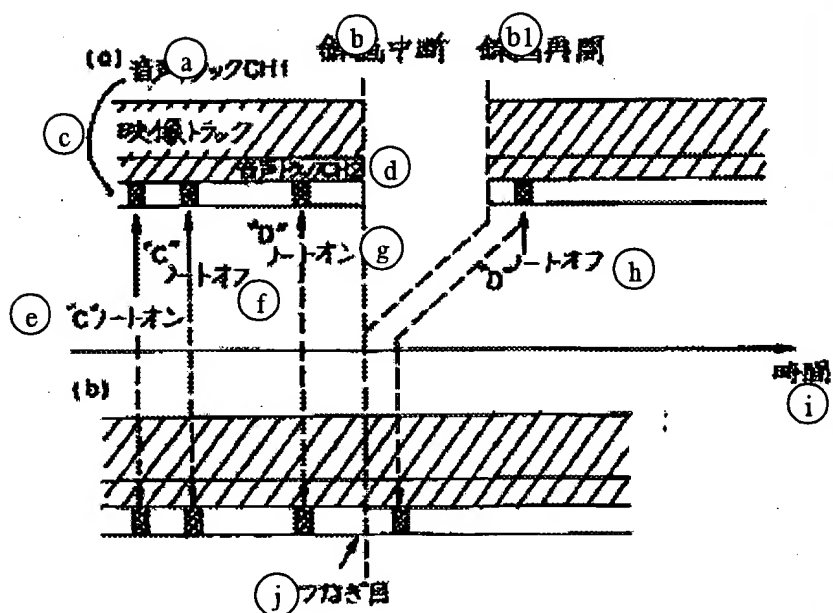 b b1
録画中断 録画再開
(a) a
音声トラックCH1
c 映像トラック
音声トラックCH2 d
"C" ノートオフ f
"D" ノートオン g
"D" ノートオフ h
e "C"ノートオン
時間
i
(b)
j つなぎ目